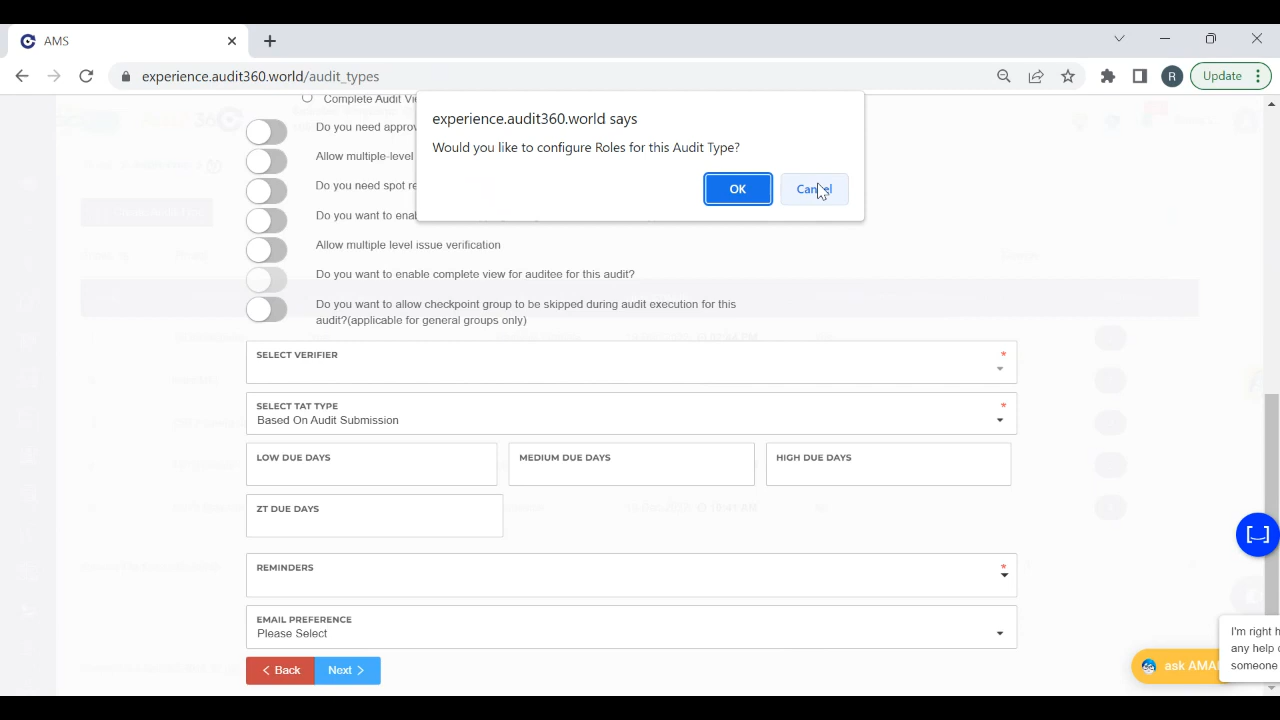 AMS
experience.audit360.world/audit_types
R
Update
Complete Audit
experience.audit360.world says
Would you like to configure Roles for this Audit Type?
OK
Cancel
Do you need
Allow multiple-level
Do you need spot
Do you want to
Allow multiple level issue verification
Do you want to enable complete view for auditee for this audit?
Do you want to allow checkpoint group to be skipped during audit execution for this
audit?(applicable for general groups only)
SELECT VERIFIER *
SELECT TAT TYPE *
Based On Audit Submission
LOW DUE DAYS
MEDIUM DUE DAYS
HIGH DUE DAYS
ZT DUE DAYS
REMINDERS *
EMAIL PREFERENCE
Please Select
< Back
Next >
I'm right
any help
someone
ask